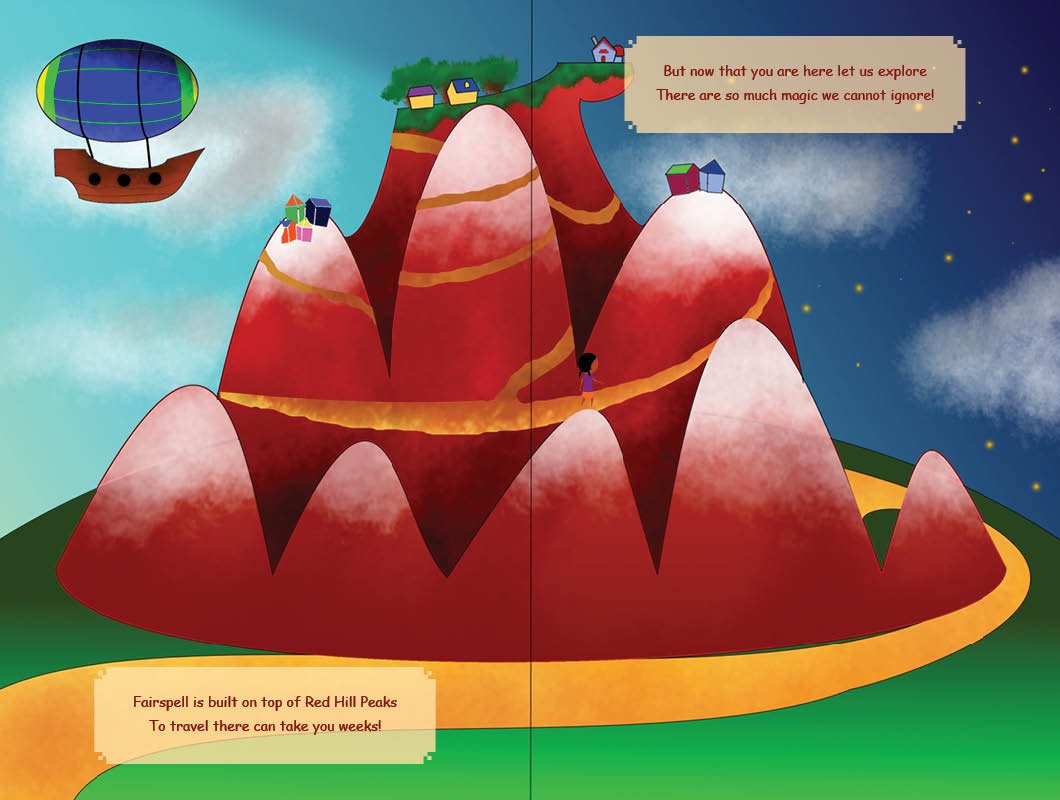 Fairspell is built on top of Red Hill Peaks
To travel there can take you weeks!
But now that you are here let us explore
There are so much magic we cannot ignore!